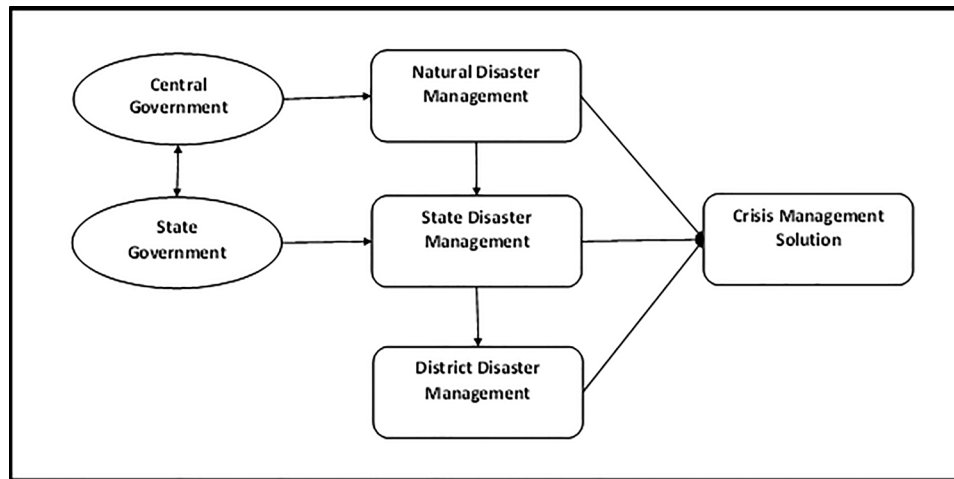 Central
Government
Natural Disaster
Management
State
Government
State Disaster
Management
Crisis Management
Solution
District Disaster
Management